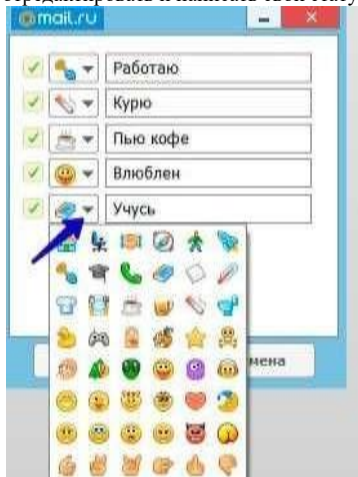 @mail.ru
Работаю
Курю
Пью кофе
Влюблен
Учусь
мена